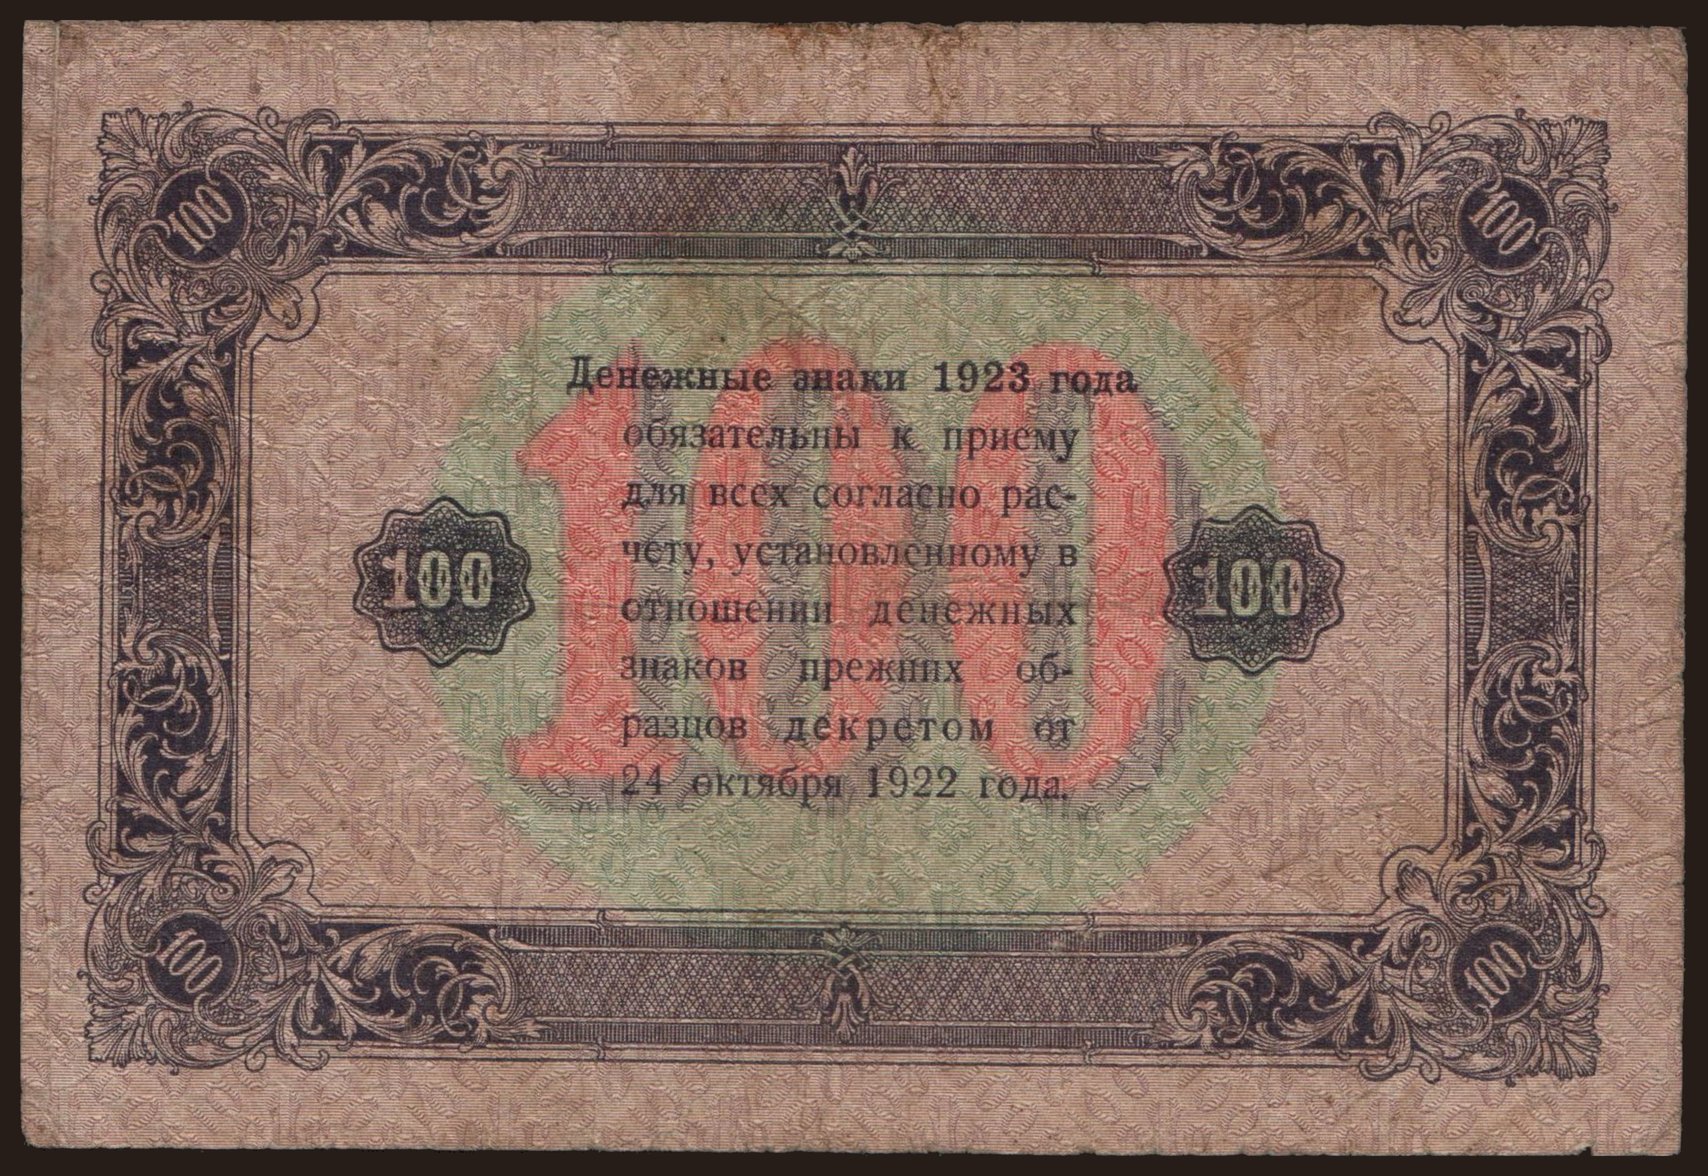 100 100
Денежные знаки 1923 года
обязательны к приему
для всех согласно рас-
чету, установленному в
100 100
отношении денежных
знаков прежних об-
разцов декретом от
24 октября 1922 года.
100 100
100